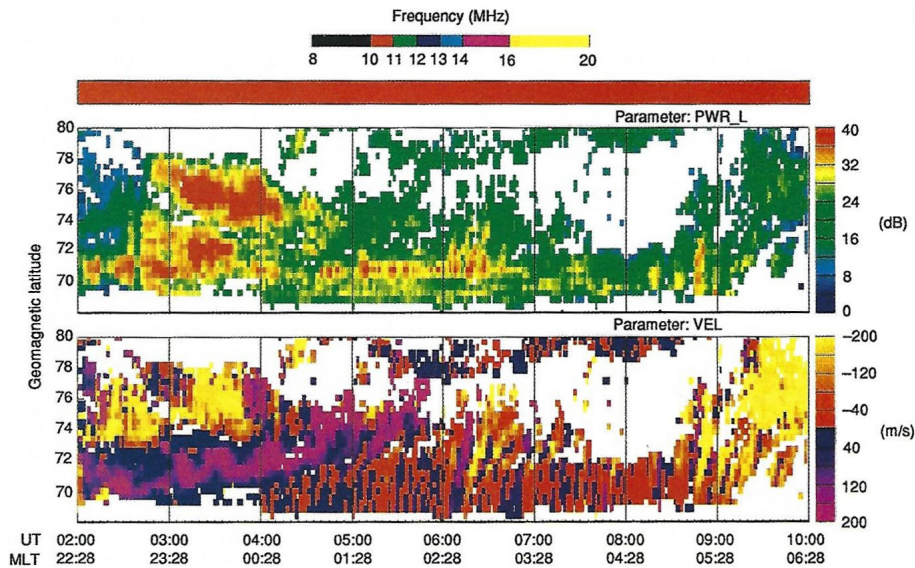 Frequency (MHz)
8 10 11 12 13 14 16 20
Parameter: PWR_L
80
78
76
74
72
70
40
32
24
16
8
0
(dB)
Geomagnetic latitude
Parameter: VEL
80
78
76
74
72
70
-200
-120
-40
40
120
200
(m/s)
UT 02:00 03:00 04:00 05:00 06:00 07:00 08:00 09:00 10:00
MLT 22:28 23:28 00:28 01:28 02:28 03:28 04:28 05:28 06:28